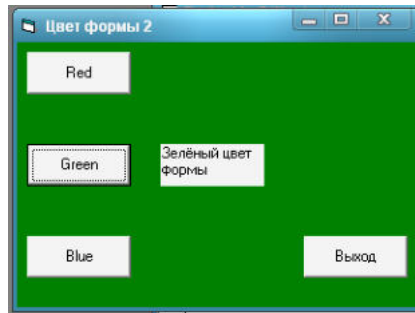 Цвет формы 2
Red
Green
Зелёный цвет
формы
Blue
Выход